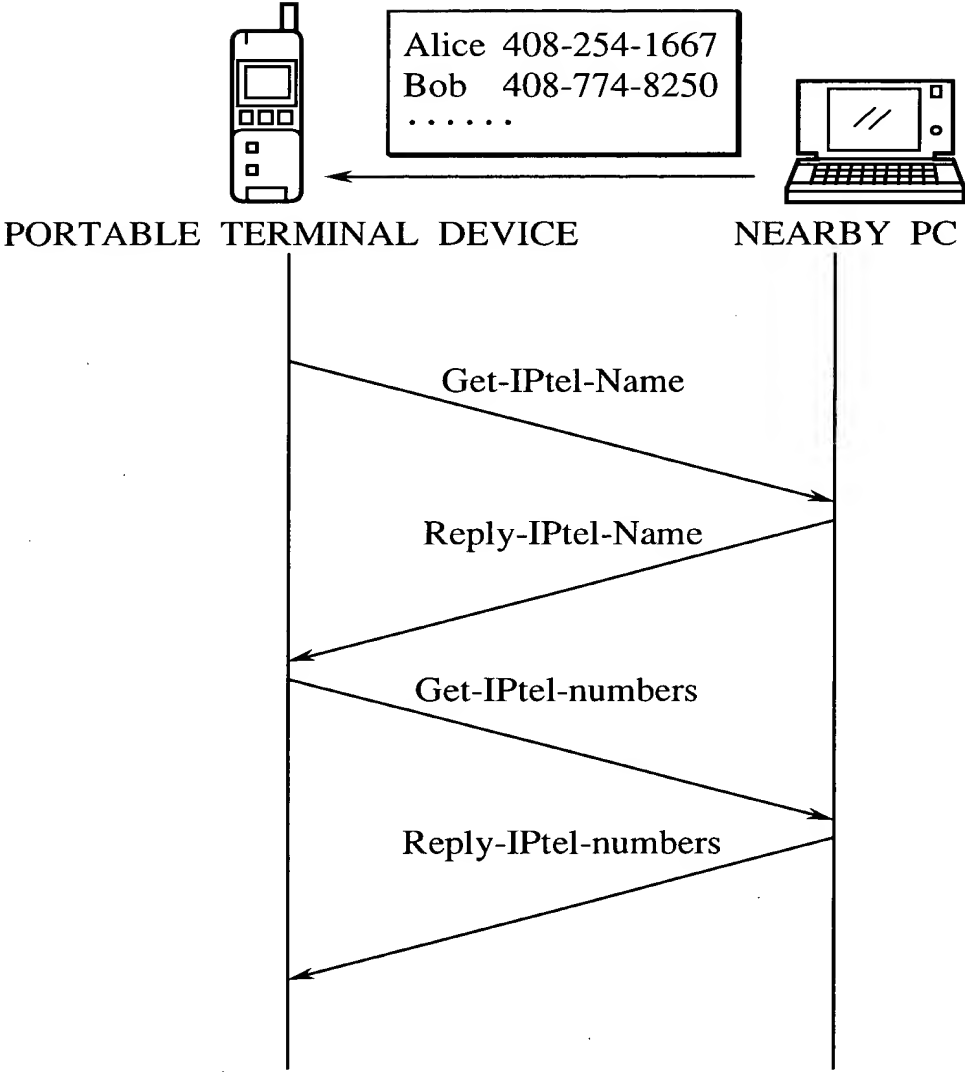 Alice 408-254-1667
Bob 408-774-8250
. . . . . .
PORTABLE TERMINAL DEVICE
NEARBY PC
Get-IPtel-Name
Reply-IPtel-Name
Get-IPtel-numbers
Reply-IPtel-numbers